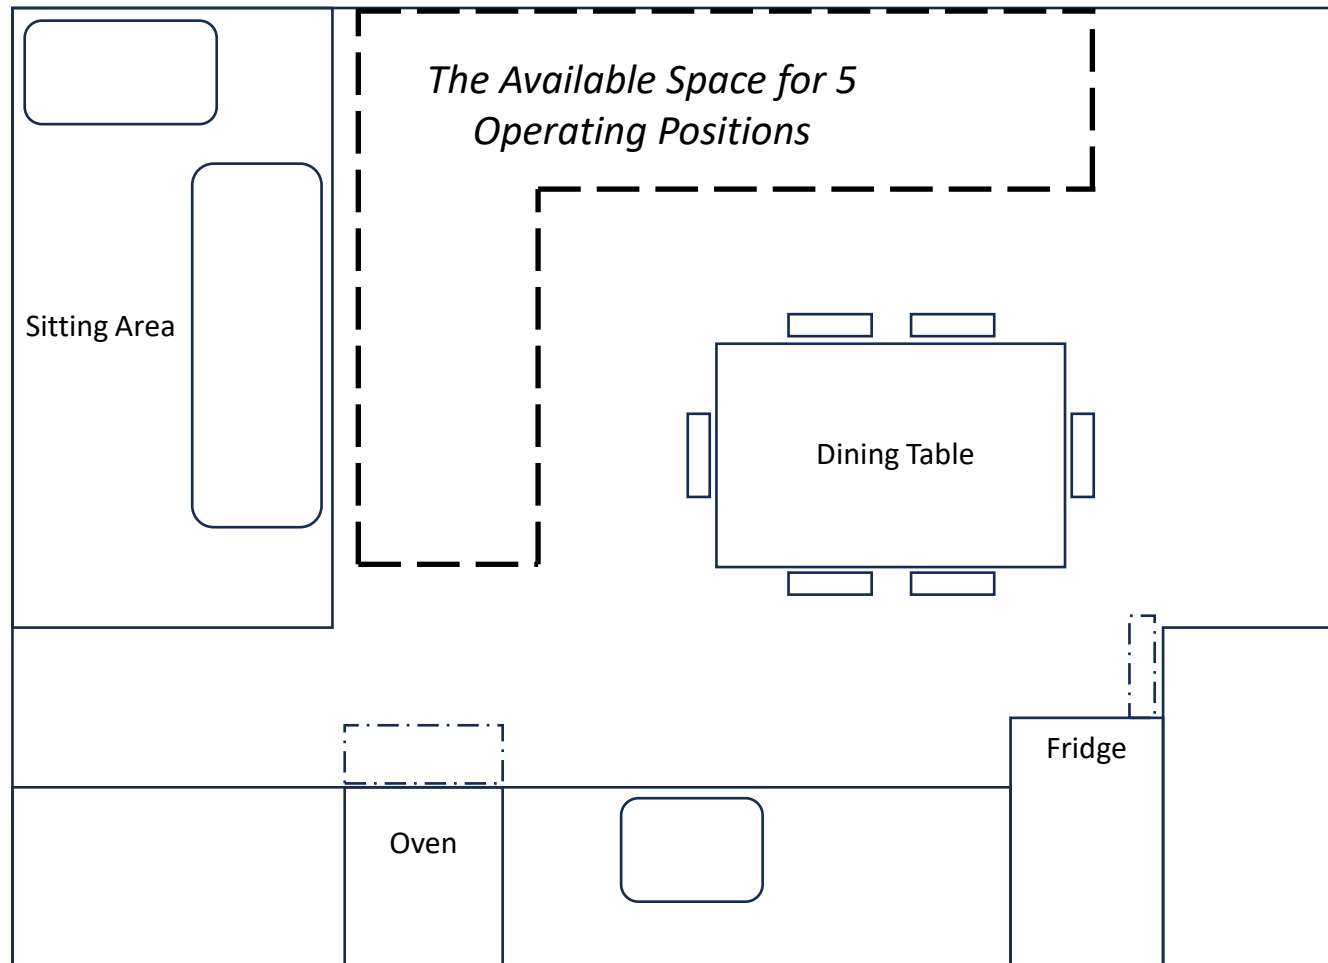 The Available Space for 5
Operating Positions
Sitting Area
Dining Table
Fridge
Oven